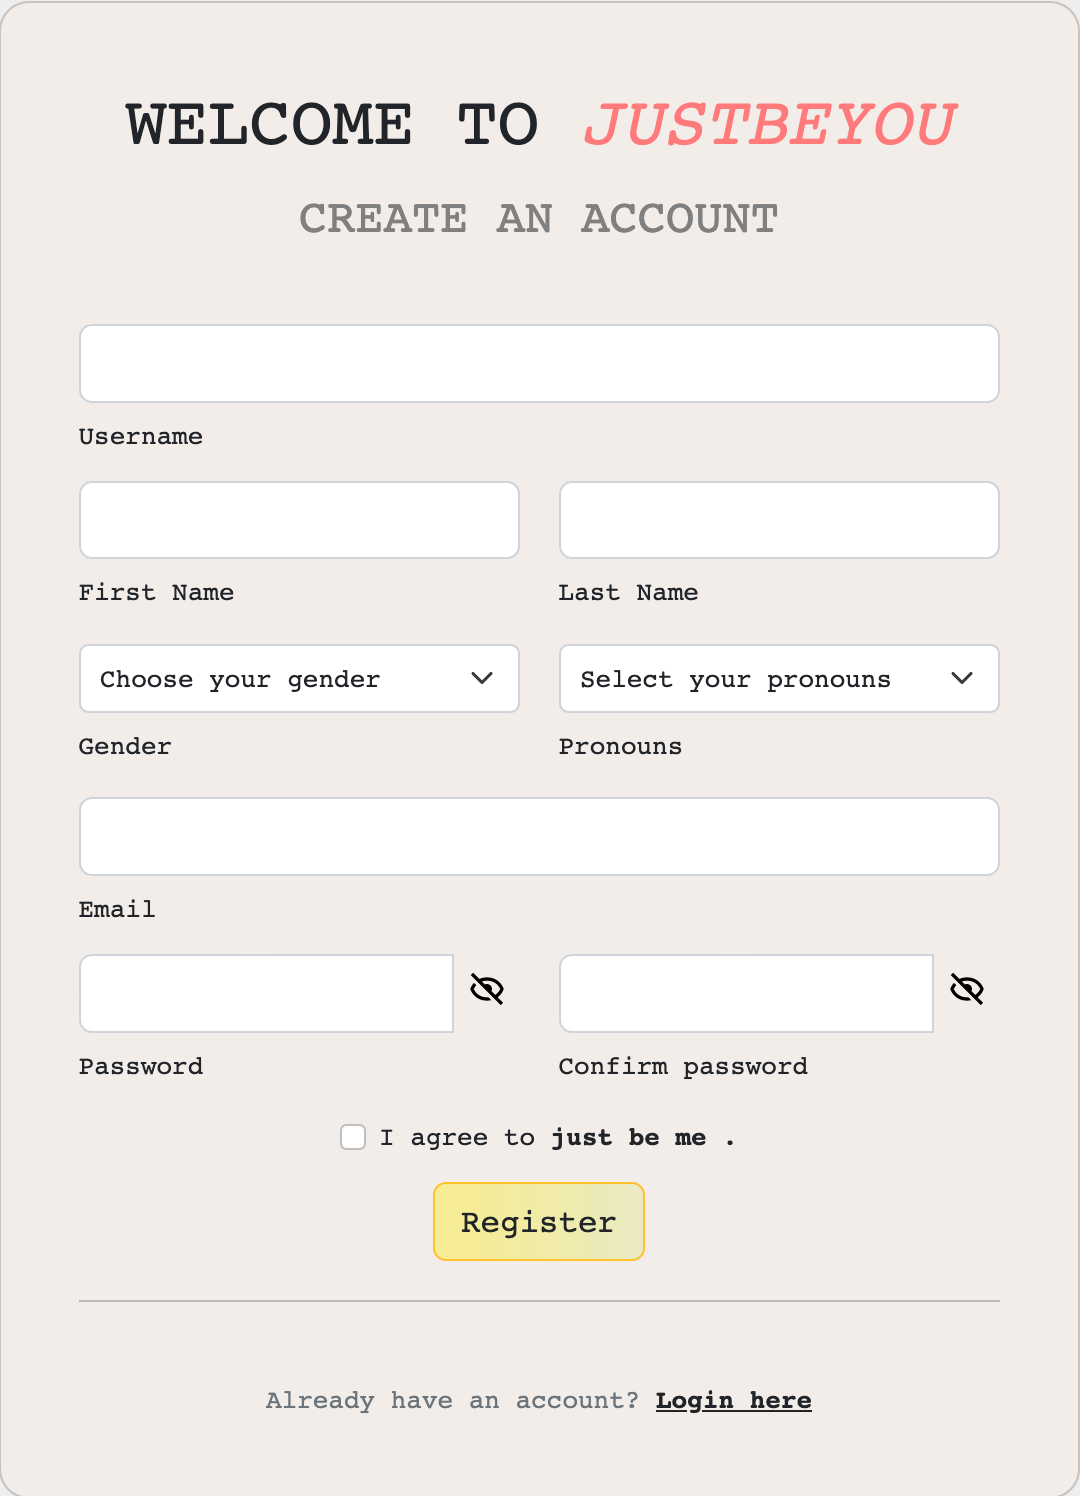 WELCOME TO JUSTBEYOU
CREATE AN ACCOUNT
Username
First Name Last Name
Choose your gender Select your pronouns
Gender Pronouns
Email
Password Confirm password
I agree to just be me .
Register
Already have an account? Login here